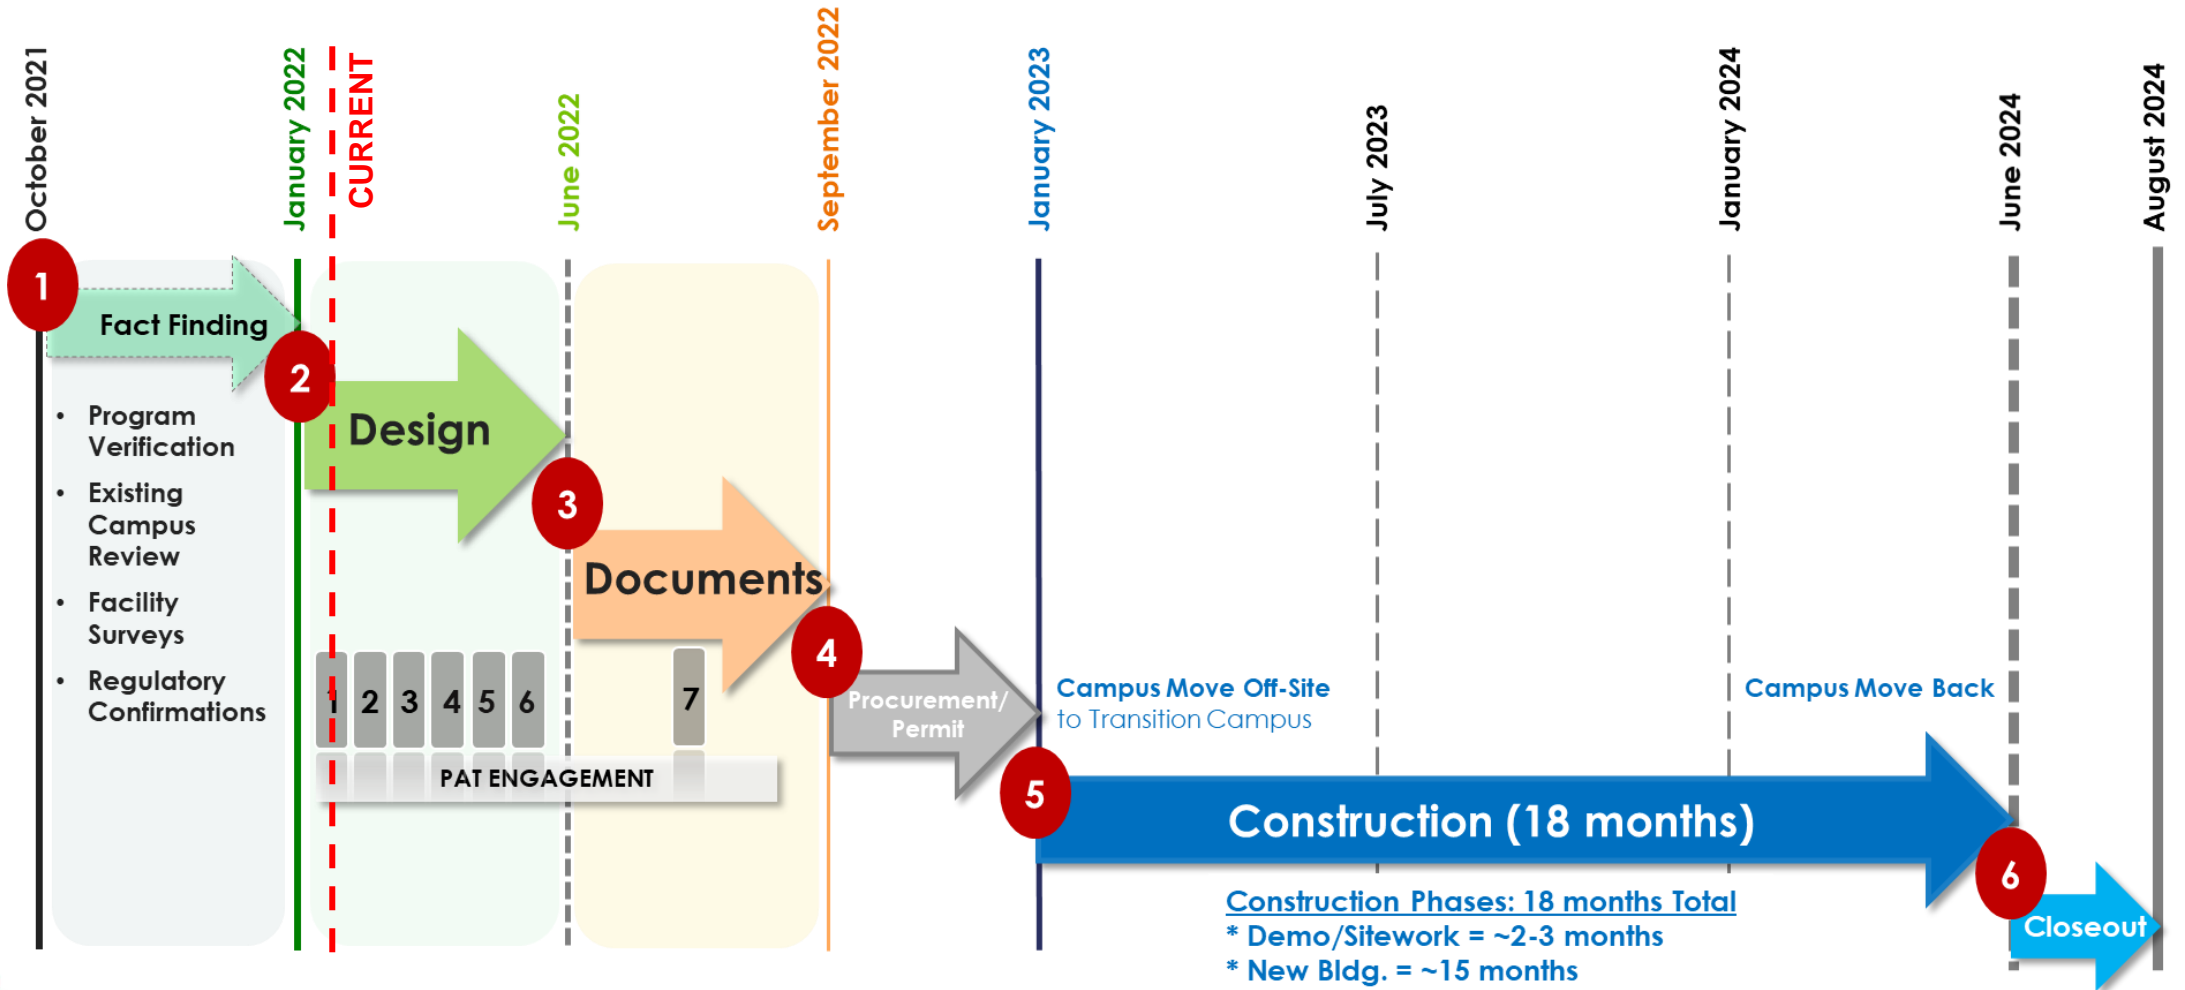 October 2021
January 2022
CURRENT
June 2022
September 2022
January 2023
July 2023
January 2024
June 2024
August 2024
1
Fact Finding
2
• Program
Verification
• Existing
Campus
Review
• Facility
Surveys
• Regulatory
Confirmations
Design
3
Documents
4
1 2 3 4 5 6 7
PAT ENGAGEMENT
Procurement/
Permit
Campus Move Off-Site
to Transition Campus
Campus Move Back
5
Construction (18 months)
6
Construction Phases: 18 months Total
* Demo/Sitework = ~2-3 months
* New Bldg. = ~15 months
Closeout